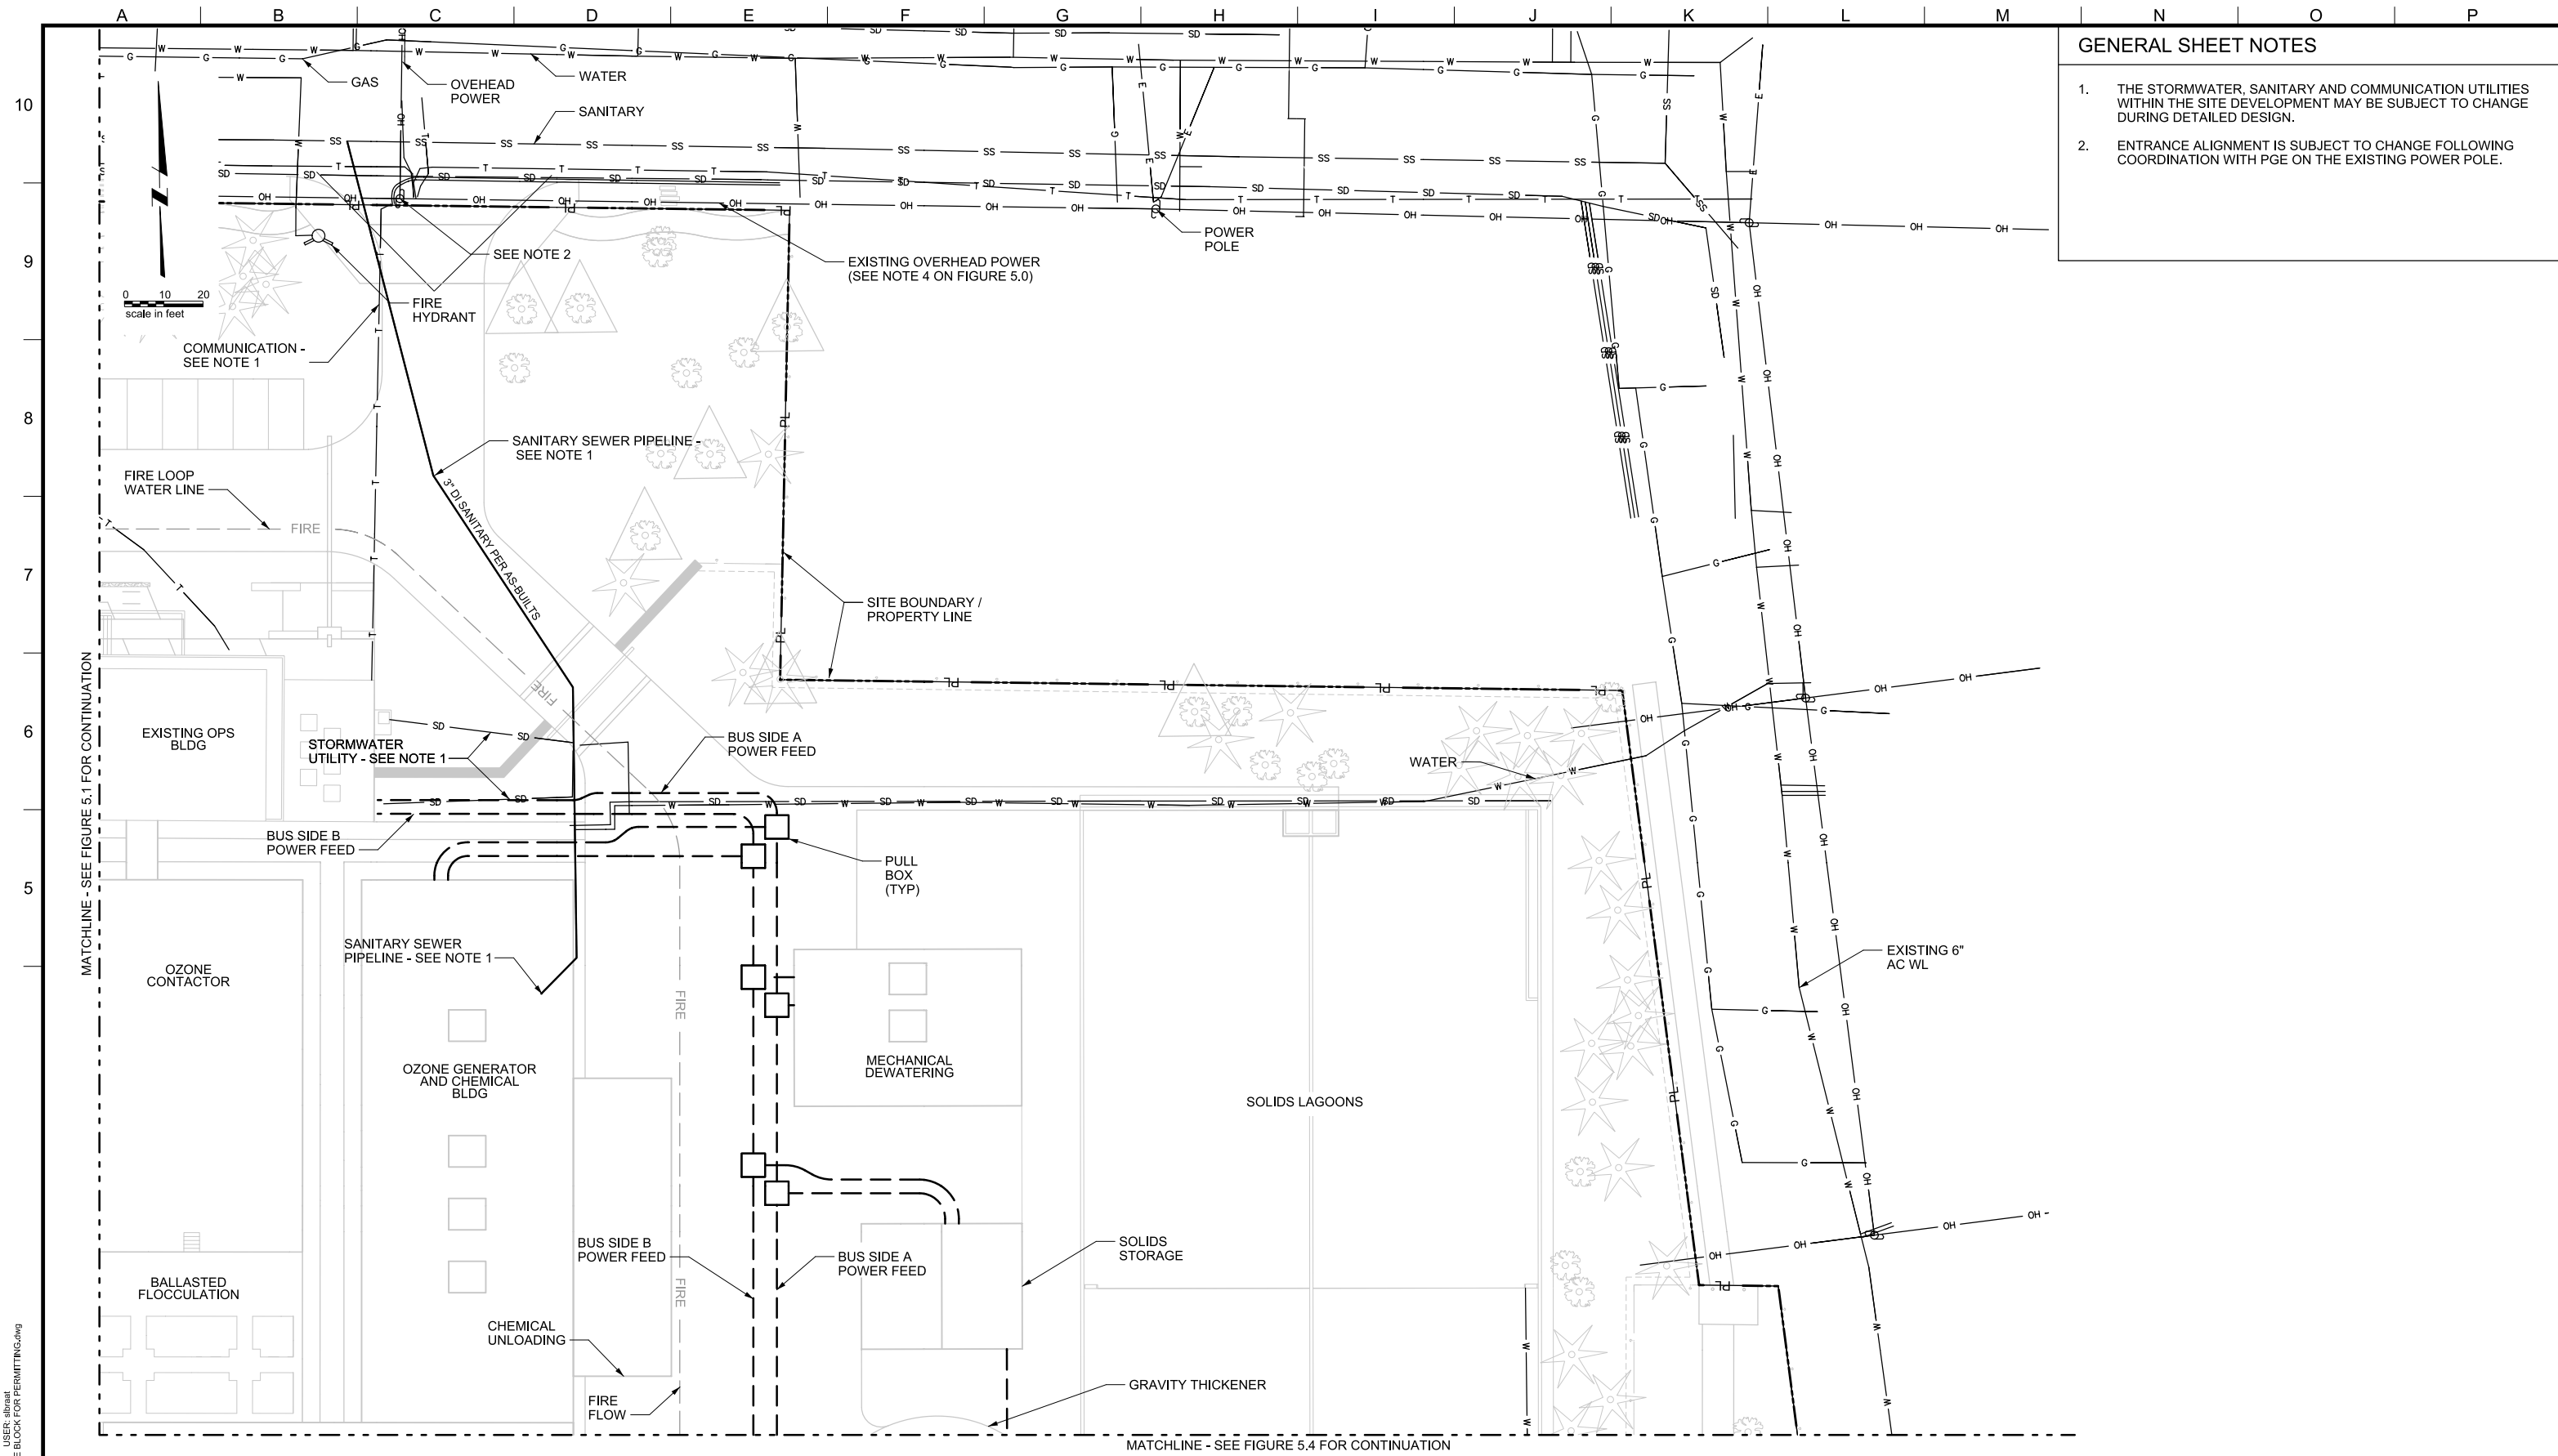 A B C D E F G H I J K L M N O P
10
9
8
7
6
5
GENERAL SHEET NOTES
1. THE STORMWATER, SANITARY AND COMMUNICATION UTILITIES
WITHIN THE SITE DEVELOPMENT MAY BE SUBJECT TO CHANGE
DURING DETAILED DESIGN.
2. ENTRANCE ALIGNMENT IS SUBJECT TO CHANGE FOLLOWING
COORDINATION WITH PGE ON THE EXISTING POWER POLE.
GAS
OVEHEAD
POWER
WATER
SANITARY
SEE NOTE 2
EXISTING OVERHEAD POWER
(SEE NOTE 4 ON FIGURE 5.0)
POWER
POLE
0 10 20
scale in feet
FIRE
HYDRANT
COMMUNICATION -
SEE NOTE 1
SANITARY SEWER PIPELINE -
SEE NOTE 1
FIRE LOOP
WATER LINE
FIRE
3" DI SANITARY PER AS-BUILTS
SITE BOUNDARY /
PROPERTY LINE
MATCHLINE - SEE FIGURE 5.1 FOR CONTINUATION
FIRE
EXISTING OPS
BLDG
STORMWATER
UTILITY - SEE NOTE 1
BUS SIDE A
POWER FEED
WATER
BUS SIDE B
POWER FEED
PULL
BOX
(TYP)
SANITARY SEWER
PIPELINE - SEE NOTE 1
OZONE
CONTACTOR
EXISTING 6"
AC WL
FIRE
OZONE GENERATOR
AND CHEMICAL
BLDG
MECHANICAL
DEWATERING
SOLIDS LAGOONS
BUS SIDE B
POWER FEED
BUS SIDE A
POWER FEED
SOLIDS
STORAGE
BALLASTED
FLOCCULATION
FIRE
CHEMICAL
UNLOADING
GRAVITY THICKENER
FIRE
FLOW
MATCHLINE - SEE FIGURE 5.4 FOR CONTINUATION
USER: slbraat
E BLOCK FOR PERMITTING.dwg